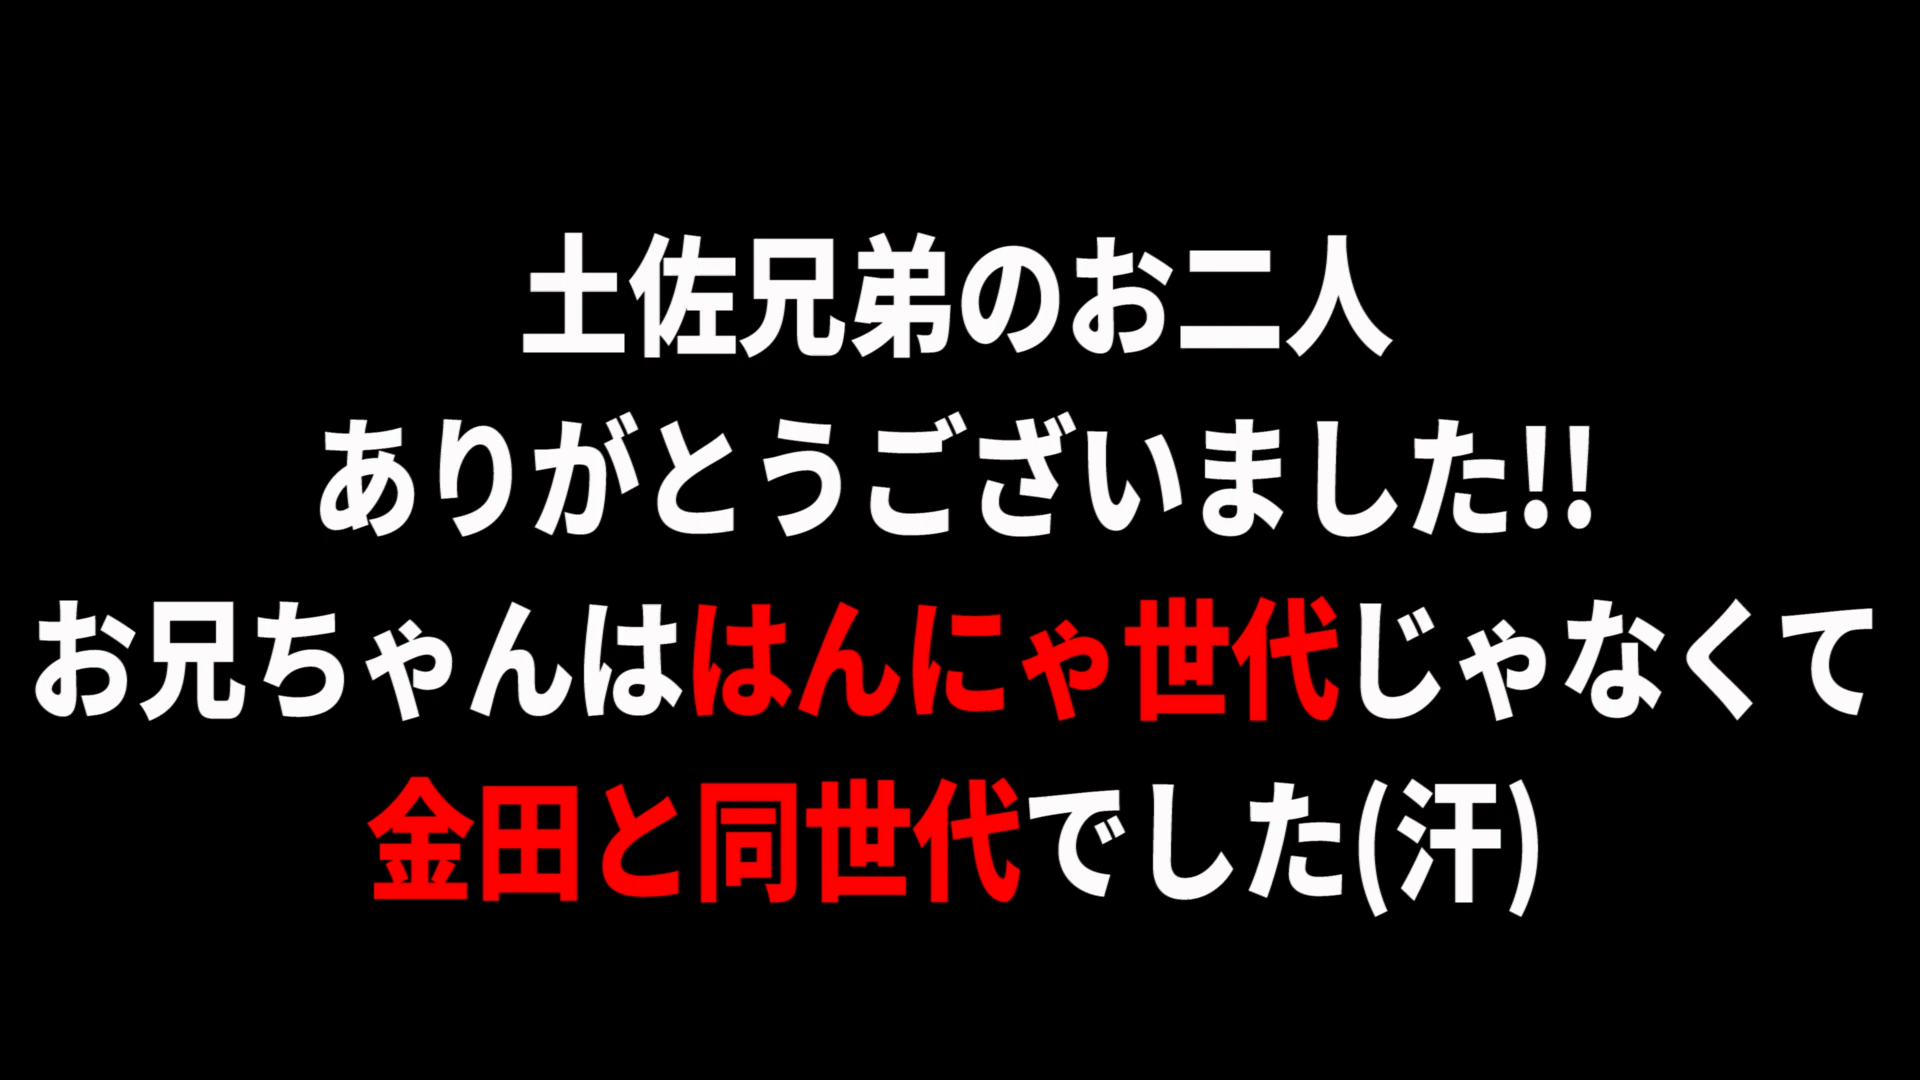 土佐兄弟のお二人
ありがとうございました!!
お兄ちゃんははんにゃ世代じゃなくて
金田と同世代でした(汗)